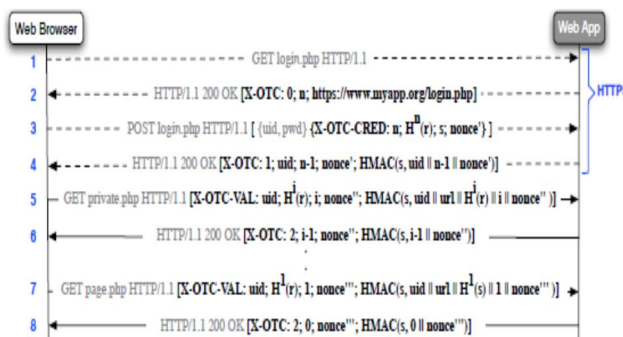 Web Browser
Web App
1
GET login.php HTTP/1.1
2
HTTP/1.1 200 OK [X-OTC: 0; n; https://www.myapp.org/login.php]
HTTP
3
POST login.php HTTP/1.1 [ {uid, pwd} {X-OTC-CRED: n; Hⁿ(r); s; nonce'} ]
4
HTTP/1.1 200 OK [X-OTC: 1; uid; n-1; nonce'; HMAC(s, uid || n-1 || nonce')]
5
GET private.php HTTP/1.1 [X-OTC-VAL: uid; Hⁱ(r); i; nonce''; HMAC(s, uid || url || Hⁱ(r) || i || nonce'' )]
6
HTTP/1.1 200 OK [X-OTC: 2; i-1; nonce''; HMAC(s, i-1 || nonce'')]
7
GET page.php HTTP/1.1 [X-OTC-VAL: uid; H¹(r); 1; nonce'''; HMAC(s, uid || url || H¹(s) || 1 || nonce''' )]
8
HTTP/1.1 200 OK [X-OTC: 2; 0; nonce'''; HMAC(s, 0 || nonce''')]